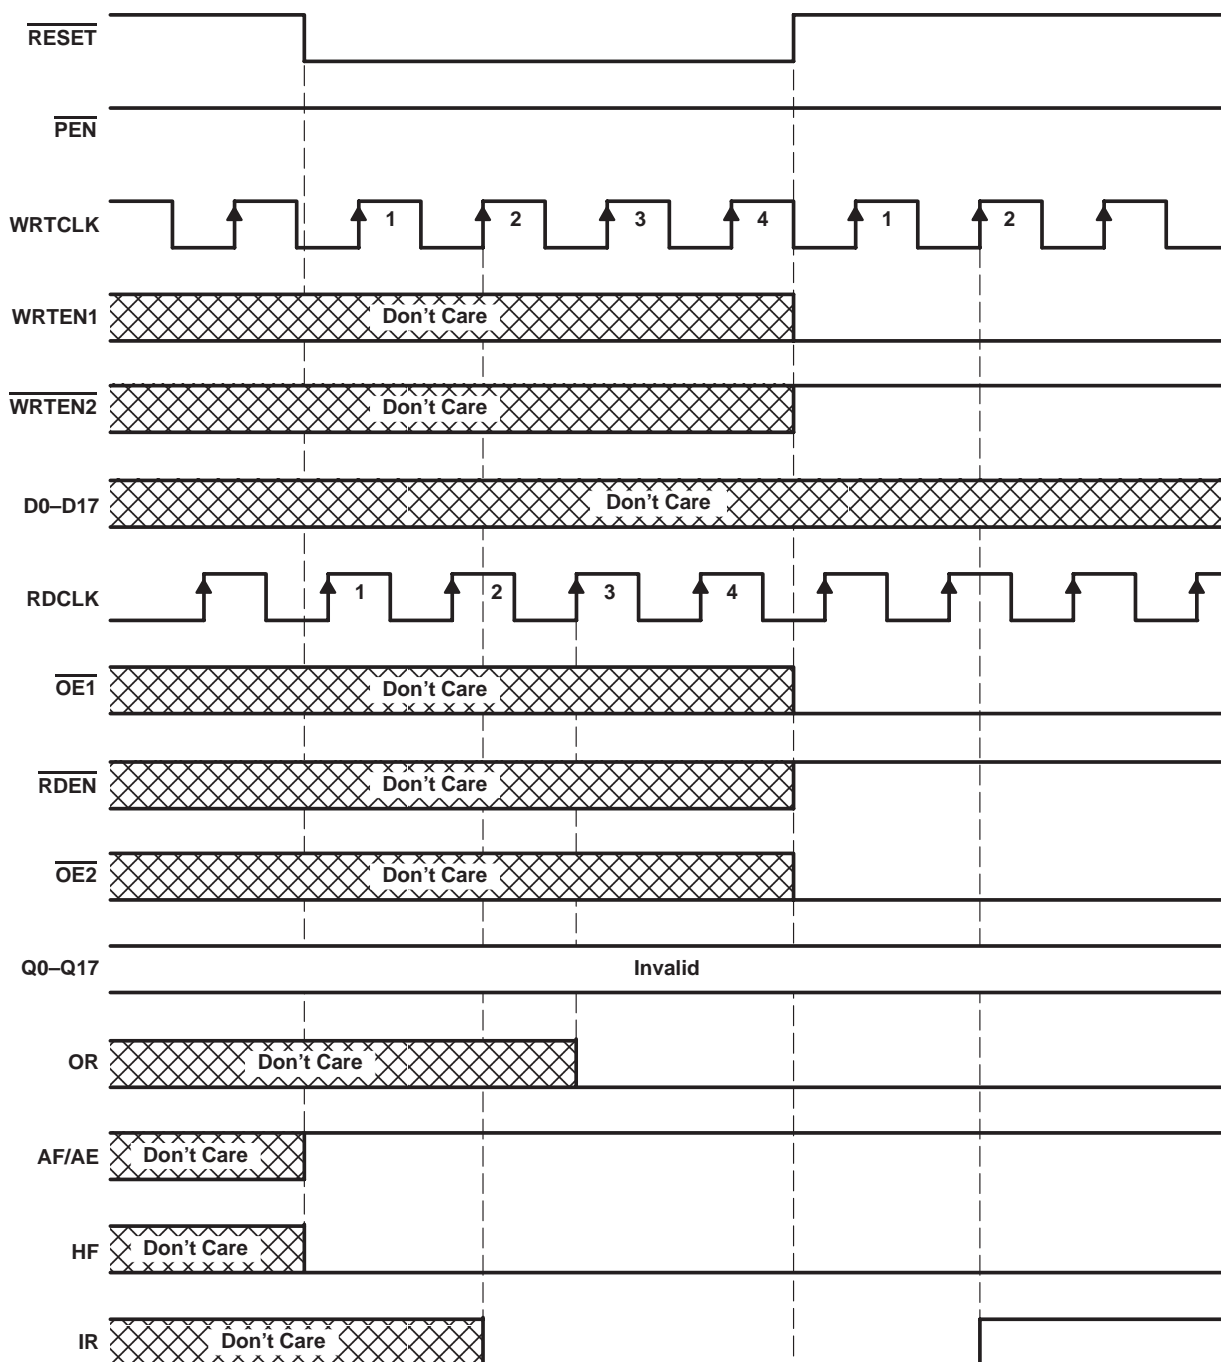 RESET
PEN
WRTCLK 1 2 3 4 1 2
WRTEN1 Don't Care
WRTEN2 Don't Care
D0–D17 Don't Care
RDCLK 1 2 3 4
OE1 Don't Care
RDEN Don't Care
OE2 Don't Care
Q0–Q17 Invalid
OR Don't Care
AF/AE Don't Care
HF Don't Care
IR Don't Care